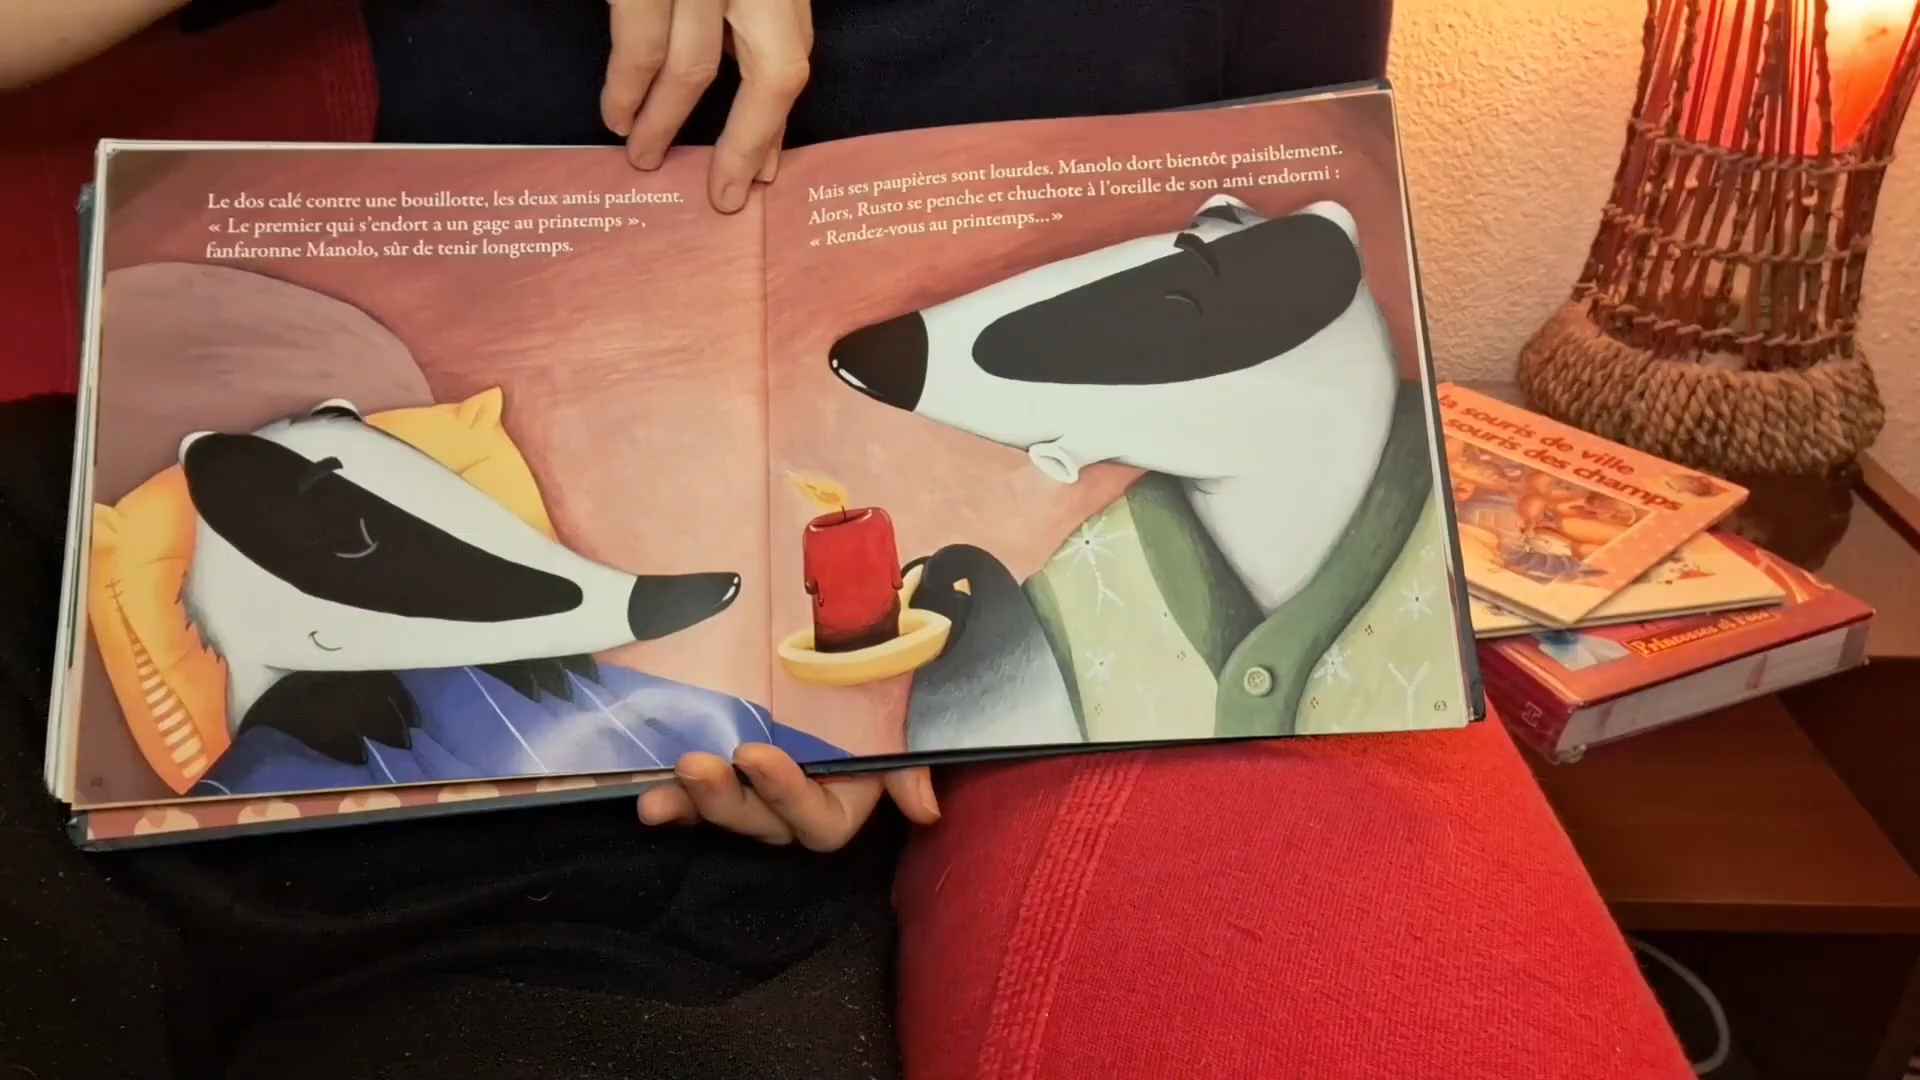 Le dos calé contre une bouillotte, les deux amis parlotent.
« Le premier qui s'endort a un gage au printemps »,
fanfaronne Manolo, sûr de tenir longtemps.
Mais ses paupières sont lourdes. Manolo dort bientôt paisiblement.
Alors, Rusto se penche et chuchote à l'oreille de son ami endormi :
« Rendez-vous au printemps... »
63
la souris de ville
souris des champs
Princesses et